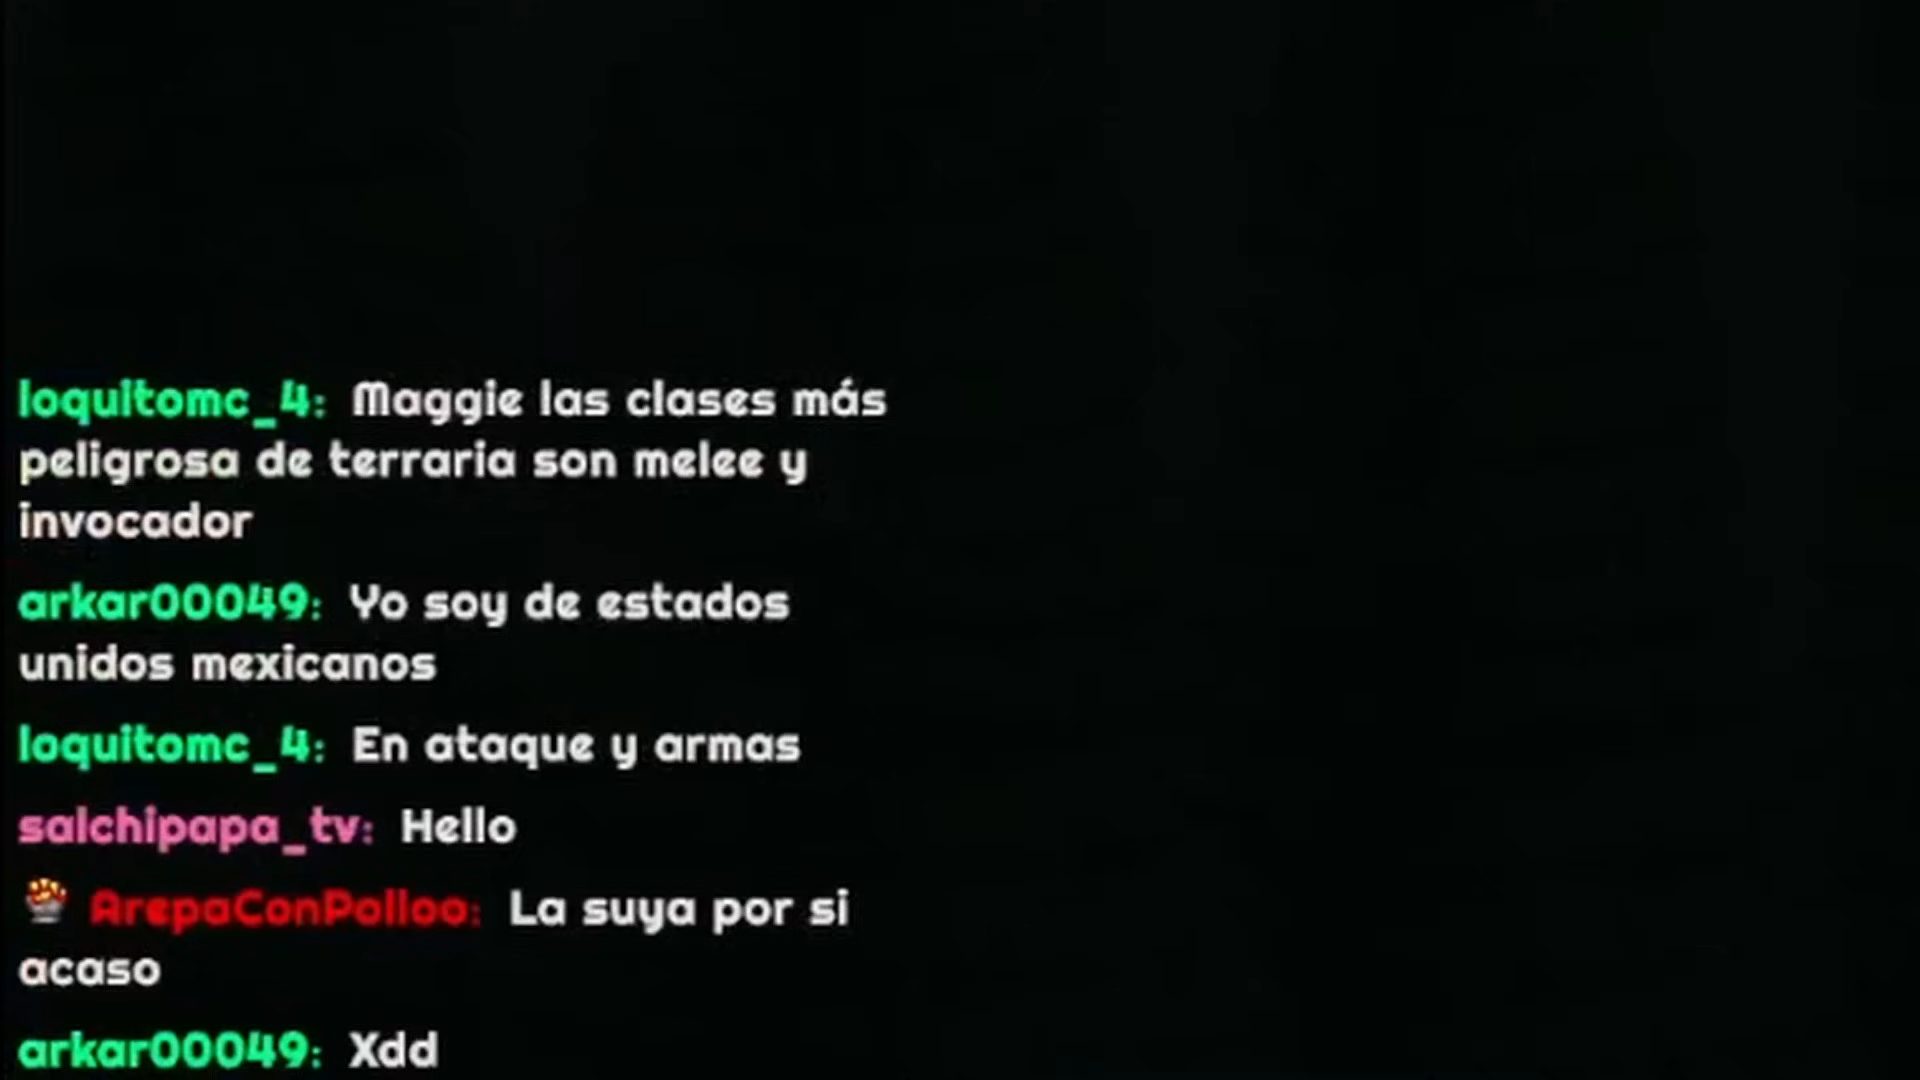 loquitomc_4: Maggie las clases más
peligrosa de terraria son melee y
invocador
arkar00049: Yo soy de estados
unidos mexicanos
loquitomc_4: En ataque y armas
salchipapa_tv: Hello
ArepaConPolloo: La suya por si
acaso
arkar00049: Xdd